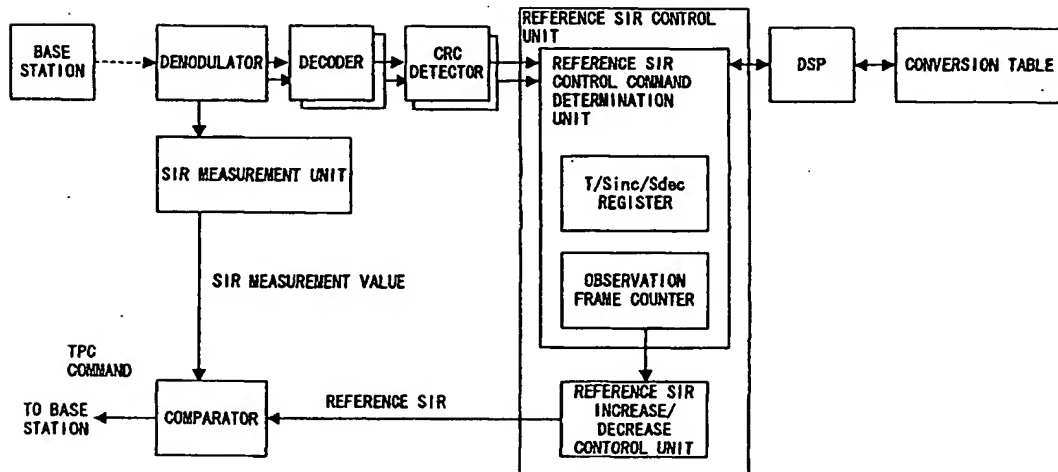 BASE
STATION
DEMODULATOR
DECODER
CRC
DETECTOR
REFERENCE SIR CONTROL
UNIT
REFERENCE SIR
CONTROL COMMAND
DETERMINATION
UNIT
DSP
CONVERSION TABLE
SIR MEASUREMENT UNIT
T/Sinc/Sdec
REGISTER
OBSERVATION
FRAME COUNTER
SIR MEASUREMENT VALUE
TPC
COMMAND
TO BASE
STATION
COMPARATOR
REFERENCE SIR
REFERENCE SIR
INCREASE/
DECREASE
CONTOROL UNIT